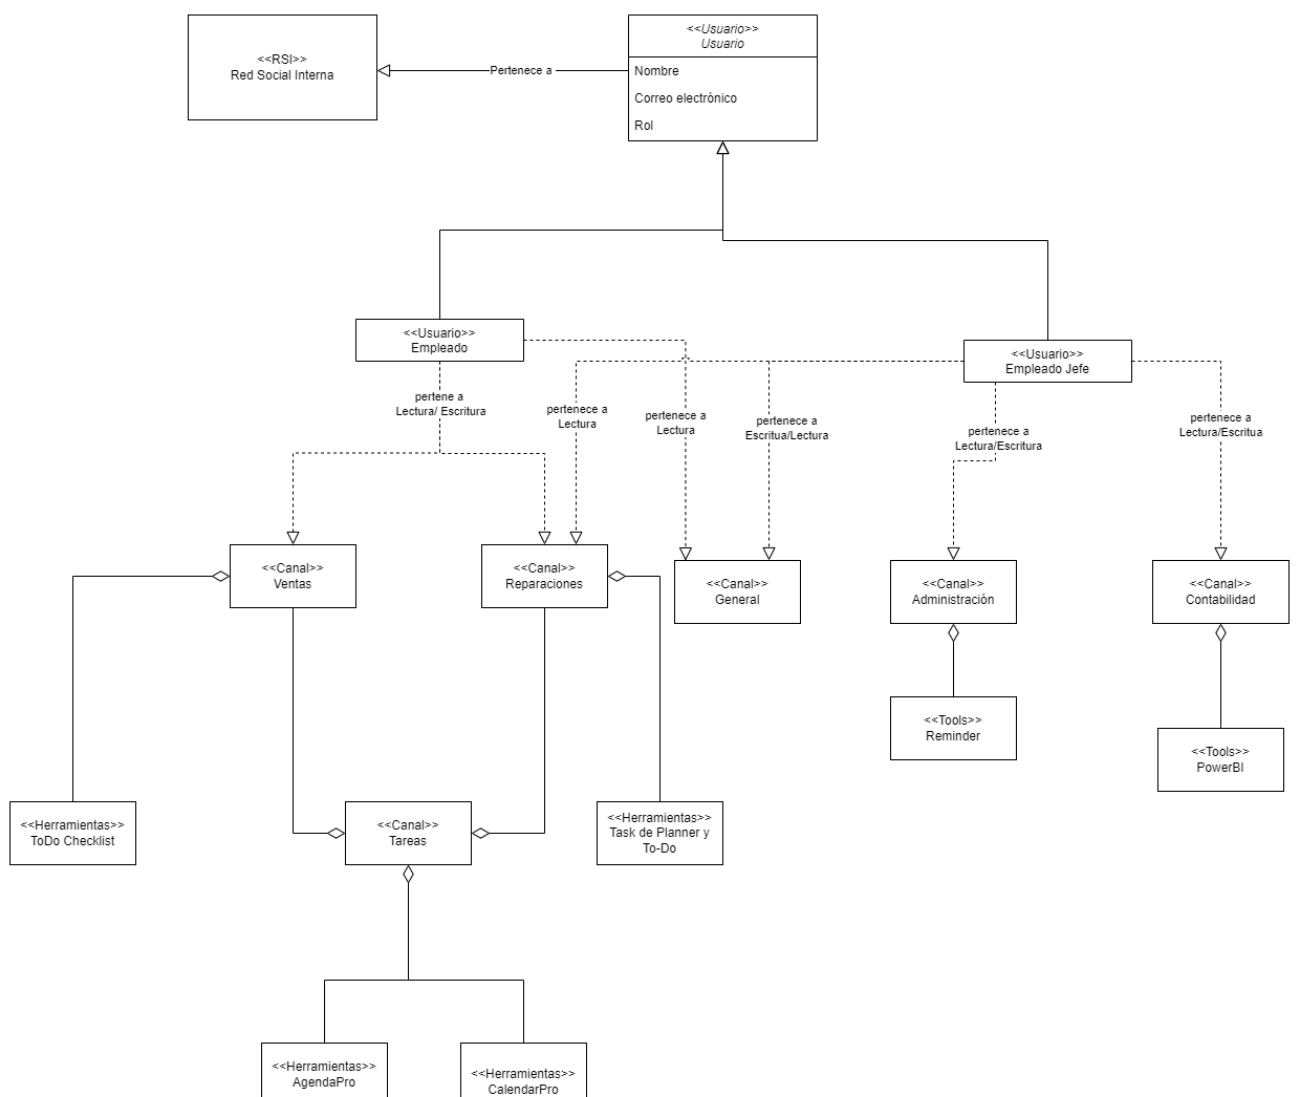 <<RSI>>
Red Social Interna
Pertenece a
<<Usuario>>
Usuario
Nombre
Correo electrónico
Rol
<<Usuario>>
Empleado
<<Usuario>>
Empleado Jefe
pertene a
Lectura/ Escritura
pertenece a
Lectura
pertenece a
Lectura
pertenece a
Escritua/Lectura
pertenece a
Lectura/Escritura
pertenece a
Lectura/Escritua
<<Canal>>
Ventas
<<Canal>>
Reparaciones
<<Canal>>
General
<<Canal>>
Administración
<<Canal>>
Contabilidad
<<Tools>>
Reminder
<<Tools>>
PowerBI
<<Herramientas>>
ToDo Checklist
<<Canal>>
Tareas
<<Herramientas>>
Task de Planner y
To-Do
<<Herramientas>>
AgendaPro
<<Herramientas>>
CalendarPro